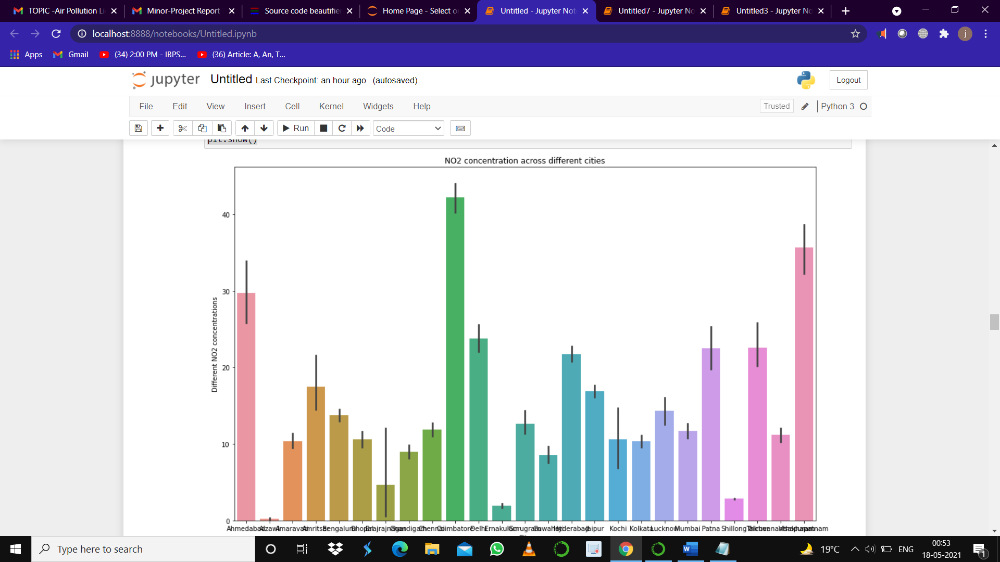 TOPIC -Air Pollution Li
Minor-Project Report
Source code beautifie
Home Page - Select o
Untitled - Jupyter Not
Untitled7 - Jupyter No
Untitled3 - Jupyter No
localhost:8888/notebooks/Untitled.ipynb
j
Apps
Gmail
(34) 2:00 PM - IBPS...
(36) Article: A, An, T...
jupyter
Untitled Last Checkpoint: an hour ago (autosaved)
Logout
File Edit View Insert Cell Kernel Widgets Help
Trusted
Python 3
Run
Code
plt.show()
NO2 concentration across different cities
Different NO2 concentrations
40
30
20
10
0
Ahmedabad Aizawl Amaravati Amritsar Bengaluru Bhopal Brajrajnagar Chandigarh Chennai Coimbatore Delhi Ernakulam Gurugram Guwahati Hyderabad Jaipur Kochi Kolkata Lucknow Mumbai Patna Shillong Talcher Thiruvananthapuram Visakhapatnam
Type here to search
19°C
ENG
00:53
18-05-2021
1